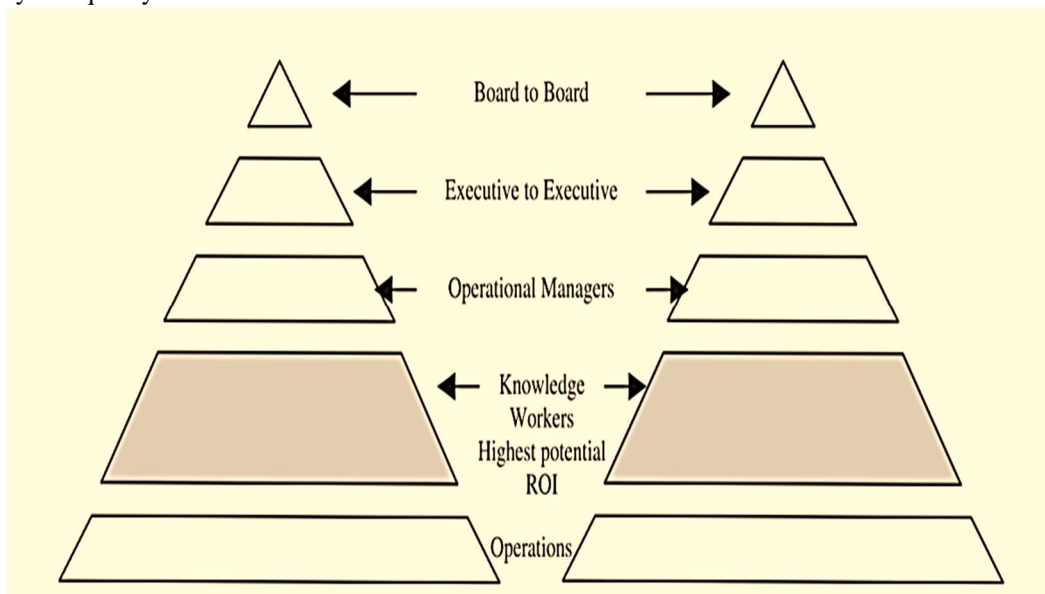 Board to Board
Executive to Executive
Operational Managers
Knowledge
Workers
Highest potential
ROI
Operations